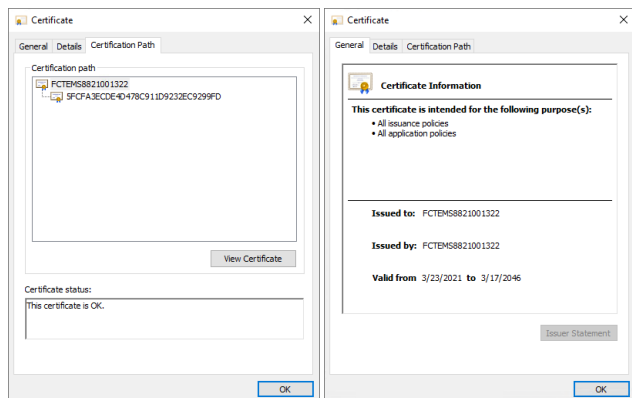 Certificate
General Details Certification Path
Certification path
FCTEMS8821001322
5FCFA3ECDE4D478C911D9232EC9299FD
View Certificate
Certificate status:
This certificate is OK.
OK
Certificate
General Details Certification Path
Certificate Information
This certificate is intended for the following purpose(s):
• All issuance policies
• All application policies
Issued to: FCTEMS8821001322
Issued by: FCTEMS8821001322
Valid from 3/23/2021 to 3/17/2046
Issuer Statement
OK